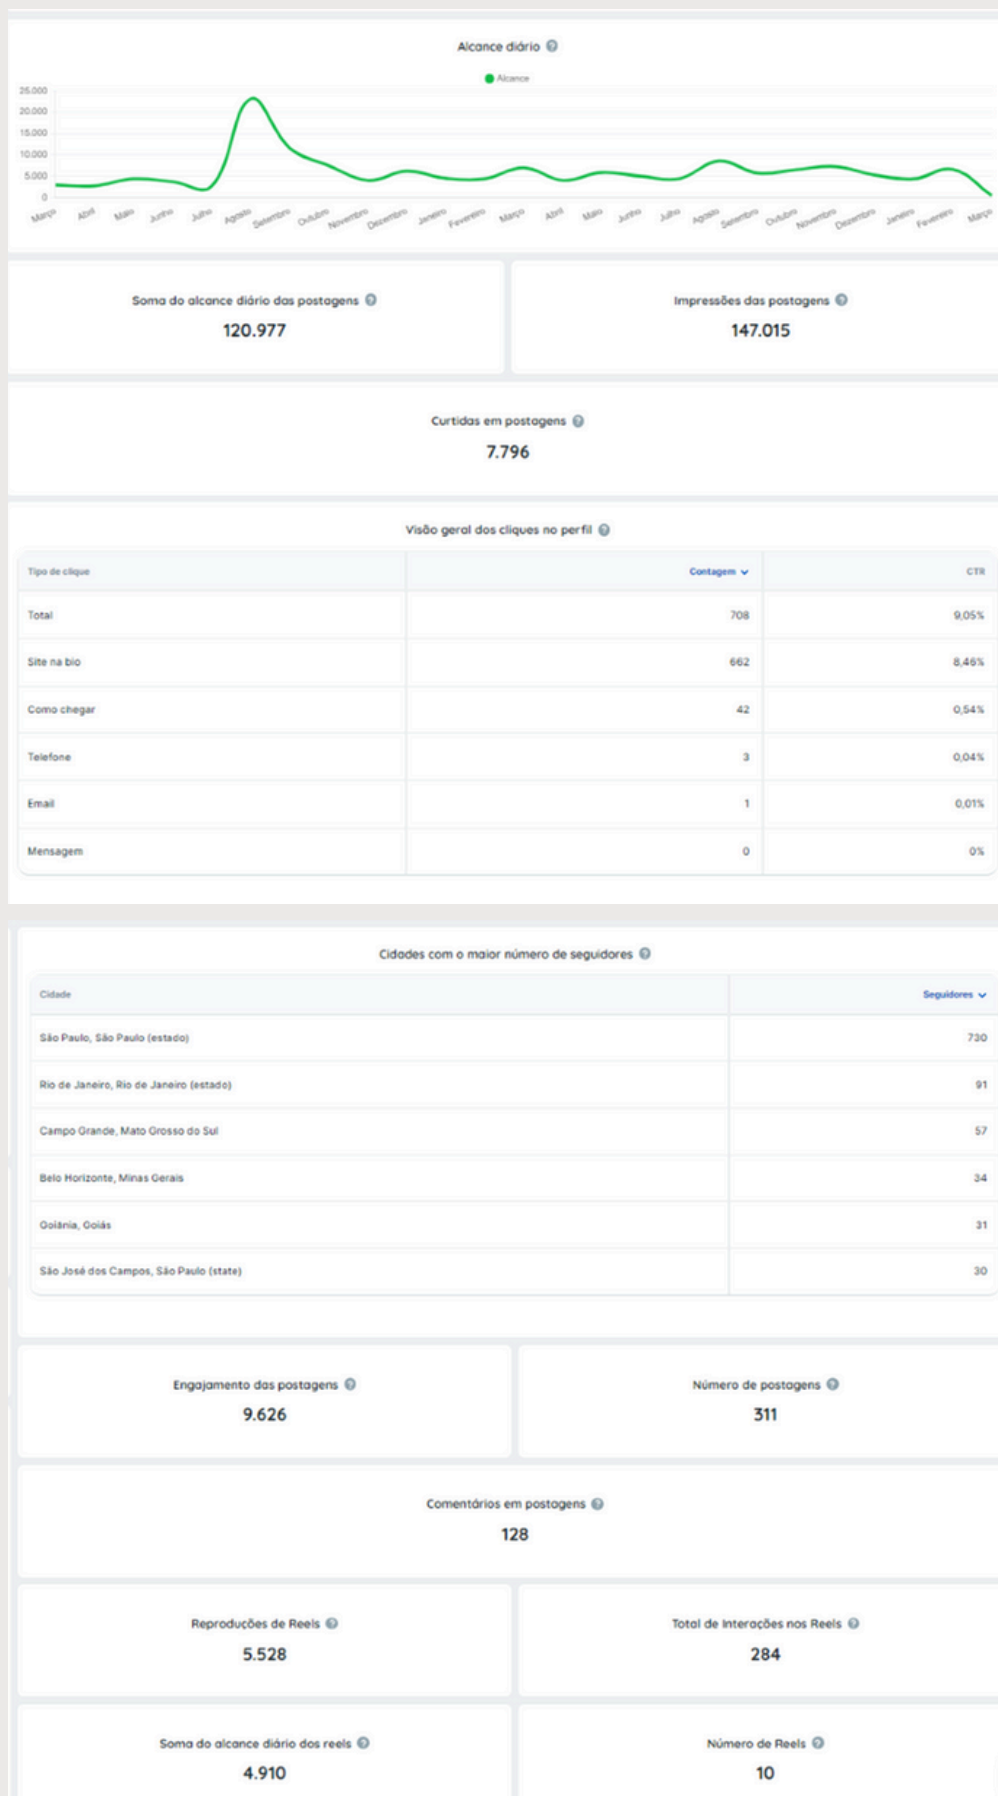 Alcance diário
Alcance
25.000
20.000
15.000
10.000
5.000
0
Março Abril Maio Junho Julho Agosto Setembro Outubro Novembro Dezembro Janeiro Fevereiro Março Abril Maio Junho Julho Agosto Setembro Outubro Novembro Dezembro Janeiro Fevereiro Março
Soma do alcance diário das postagens
120.977
Impressões das postagens
147.015
Curtidas em postagens
7.796
Visão geral dos cliques no perfil
Tipo de clique Contagem CTR
Total 708 9,05%
Site na bio 662 8,46%
Como chegar 42 0,54%
Telefone 3 0,04%
Email 1 0,01%
Mensagem 0 0%
Cidades com o maior número de seguidores
Cidade Seguidores
São Paulo, São Paulo (estado) 730
Rio de Janeiro, Rio de Janeiro (estado) 91
Campo Grande, Mato Grosso do Sul 57
Belo Horizonte, Minas Gerais 34
Goiânia, Goiás 31
São José dos Campos, São Paulo (state) 30
Engajamento das postagens
9.626
Número de postagens
311
Comentários em postagens
128
Reproduções de Reels
5.528
Total de Interações nos Reels
284
Soma do alcance diário dos reels
4.910
Número de Reels
10